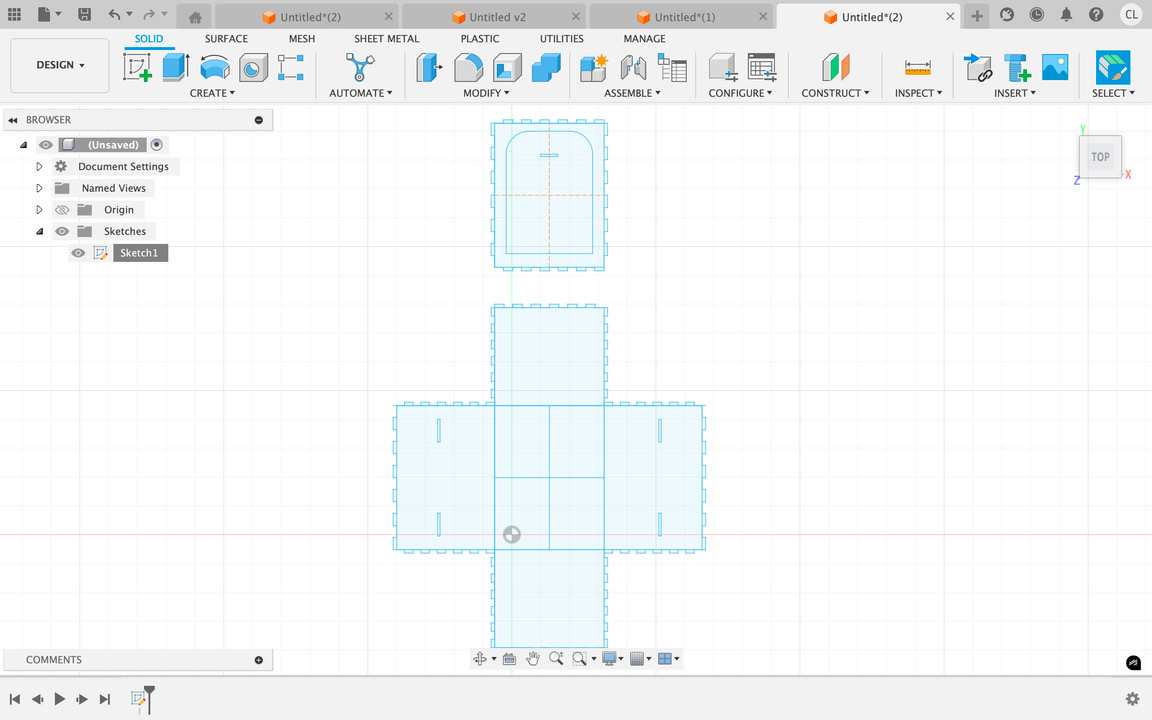 Untitled*(2)
Untitled v2
Untitled*(1)
Untitled*(2)
CL
DESIGN
SOLID
SURFACE
MESH
SHEET METAL
PLASTIC
UTILITIES
MANAGE
CREATE
AUTOMATE
MODIFY
ASSEMBLE
CONFIGURE
CONSTRUCT
INSPECT
INSERT
SELECT
BROWSER
(Unsaved)
Document Settings
Named Views
Origin
Sketches
Sketch1
Y
TOP
X
Z
COMMENTS